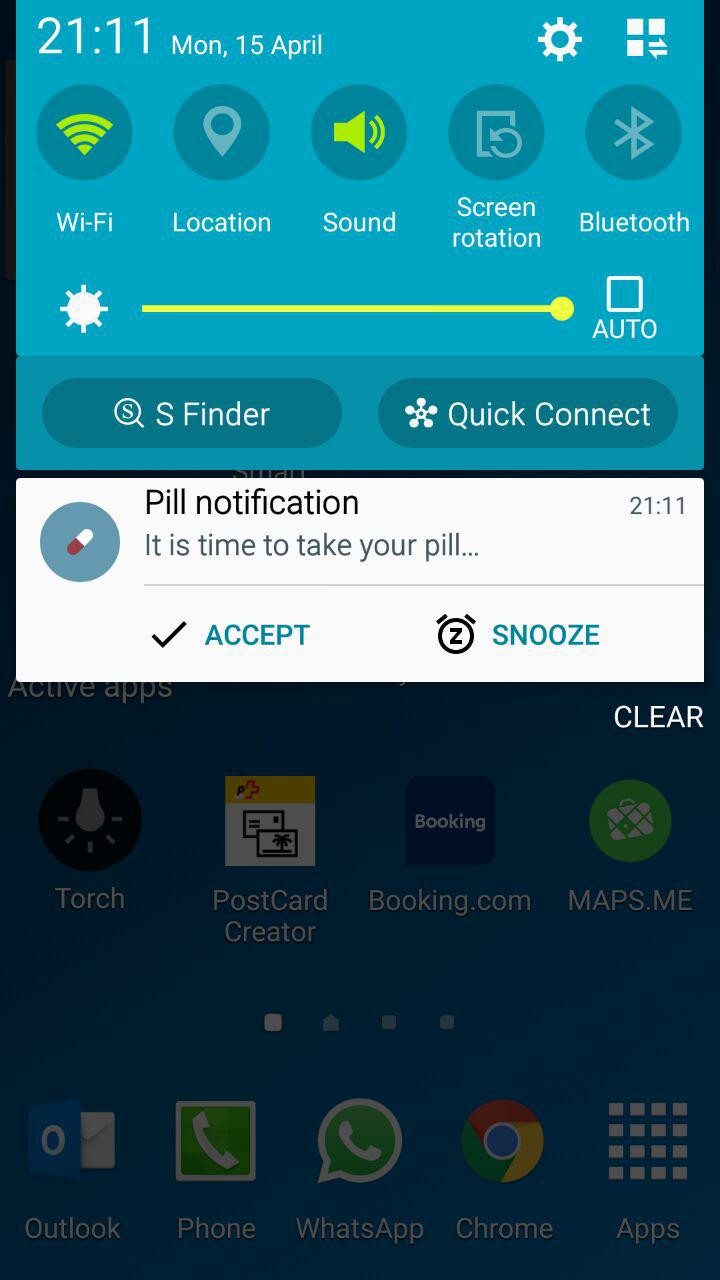 21:11 Mon, 15 April
Wi-Fi
Location
Sound
Screen
rotation
Bluetooth
AUTO
S Finder
Quick Connect
Smart
Pill notification
21:11
It is time to take your pill...
ACCEPT
SNOOZE
Active apps
CLEAR
Torch
PostCard
Creator
Booking
Booking.com
MAPS.ME
Outlook
Phone
WhatsApp
Chrome
Apps